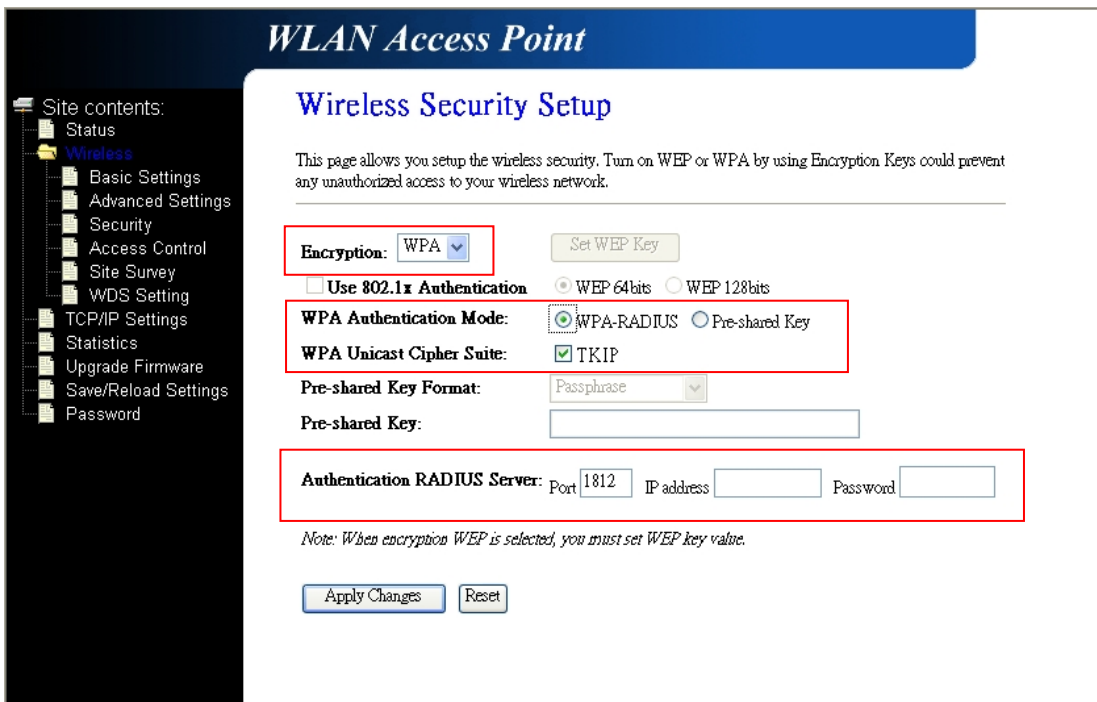 WLAN Access Point
Site contents:
Status
Wireless
Basic Settings
Advanced Settings
Security
Access Control
Site Survey
WDS Setting
TCP/IP Settings
Statistics
Upgrade Firmware
Save/Reload Settings
Password
Wireless Security Setup
This page allows you setup the wireless security. Turn on WEP or WPA by using Encryption Keys could prevent
any unauthorized access to your wireless network.
Encryption: WPA Set WEP Key
Use 802.1x Authentication WEP 64bits WEP 128bits
WPA Authentication Mode: WPA-RADIUS Pre-shared Key
WPA Unicast Cipher Suite: TKIP
Pre-shared Key Format: Passphrase
Pre-shared Key:
Authentication RADIUS Server: Port 1812 IP address Password
Note: When encryption WEP is selected, you must set WEP key value.
Apply Changes Reset